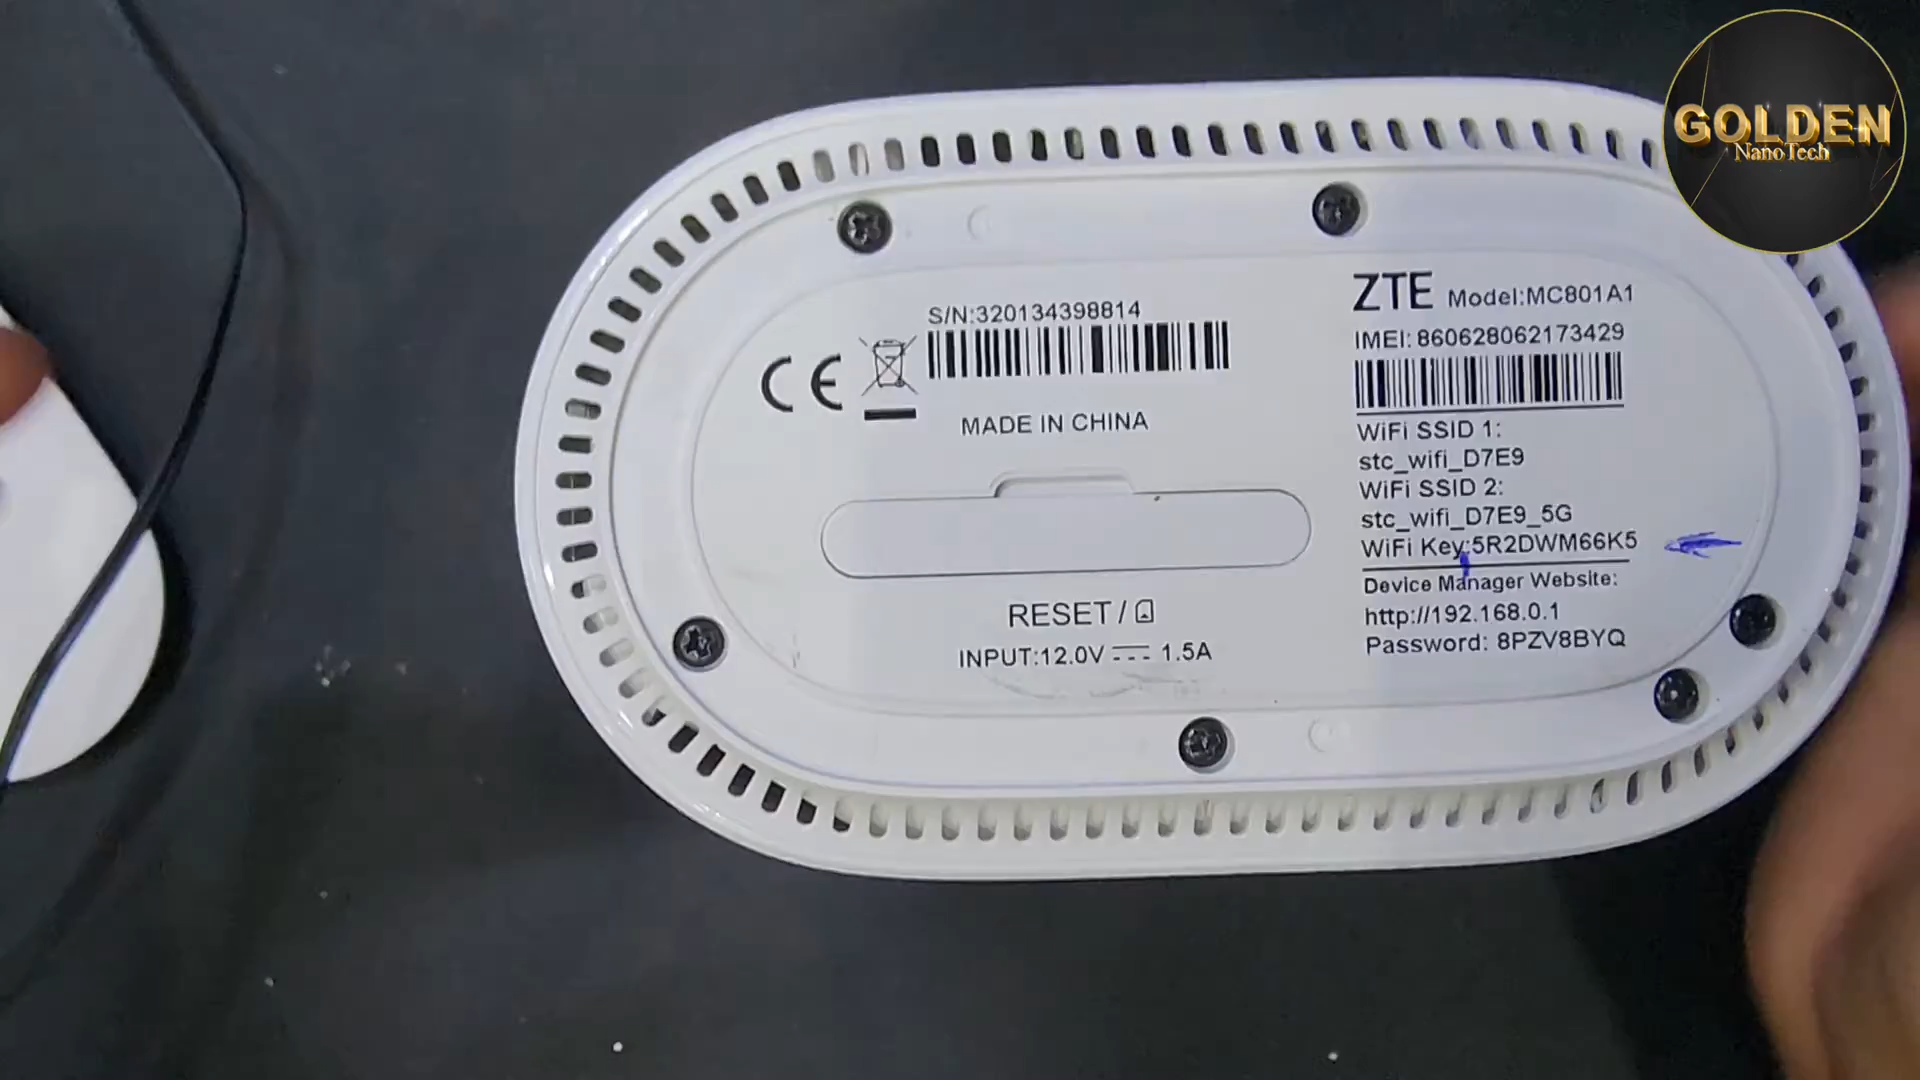 GOLDEN
NanoTech
S/N:320134398814
CE
MADE IN CHINA
RESET /
INPUT:12.0V 1.5A
ZTE Model:MC801A1
IMEI: 860628062173429
WiFi SSID 1:
stc_wifi_D7E9
WiFi SSID 2:
stc_wifi_D7E9_5G
WiFi Key:5R2DWM66K5
Device Manager Website:
http://192.168.0.1
Password: 8PZV8BYQ